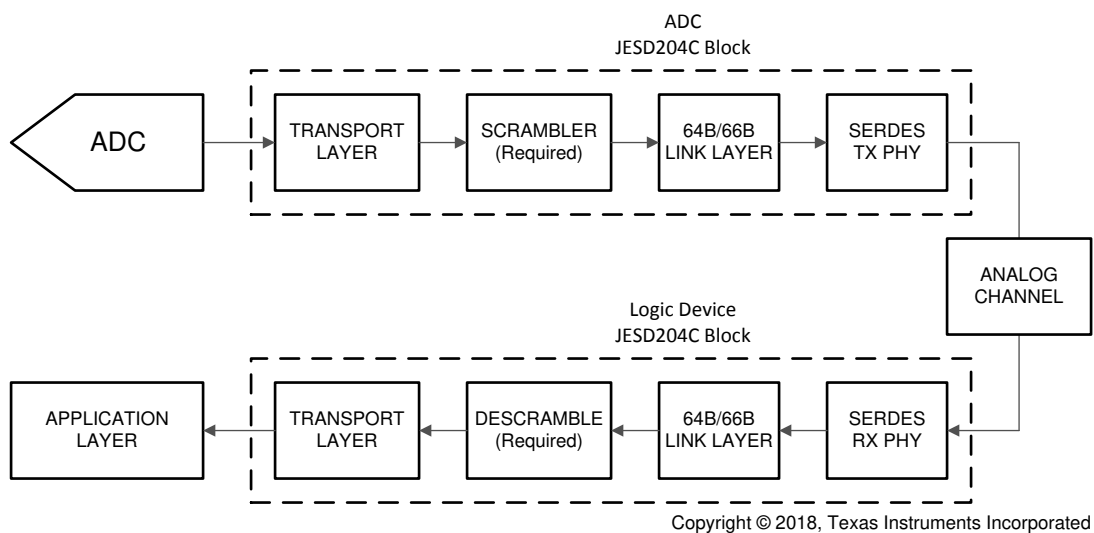 ADC
JESD204C Block
ADC
TRANSPORT
LAYER
SCRAMBLER
(Required)
64B/66B
LINK LAYER
SERDES
TX PHY
ANALOG
CHANNEL
Logic Device
JESD204C Block
APPLICATION
LAYER
TRANSPORT
LAYER
DESCRAMBLE
(Required)
64B/66B
LINK LAYER
SERDES
RX PHY
Copyright © 2018, Texas Instruments Incorporated